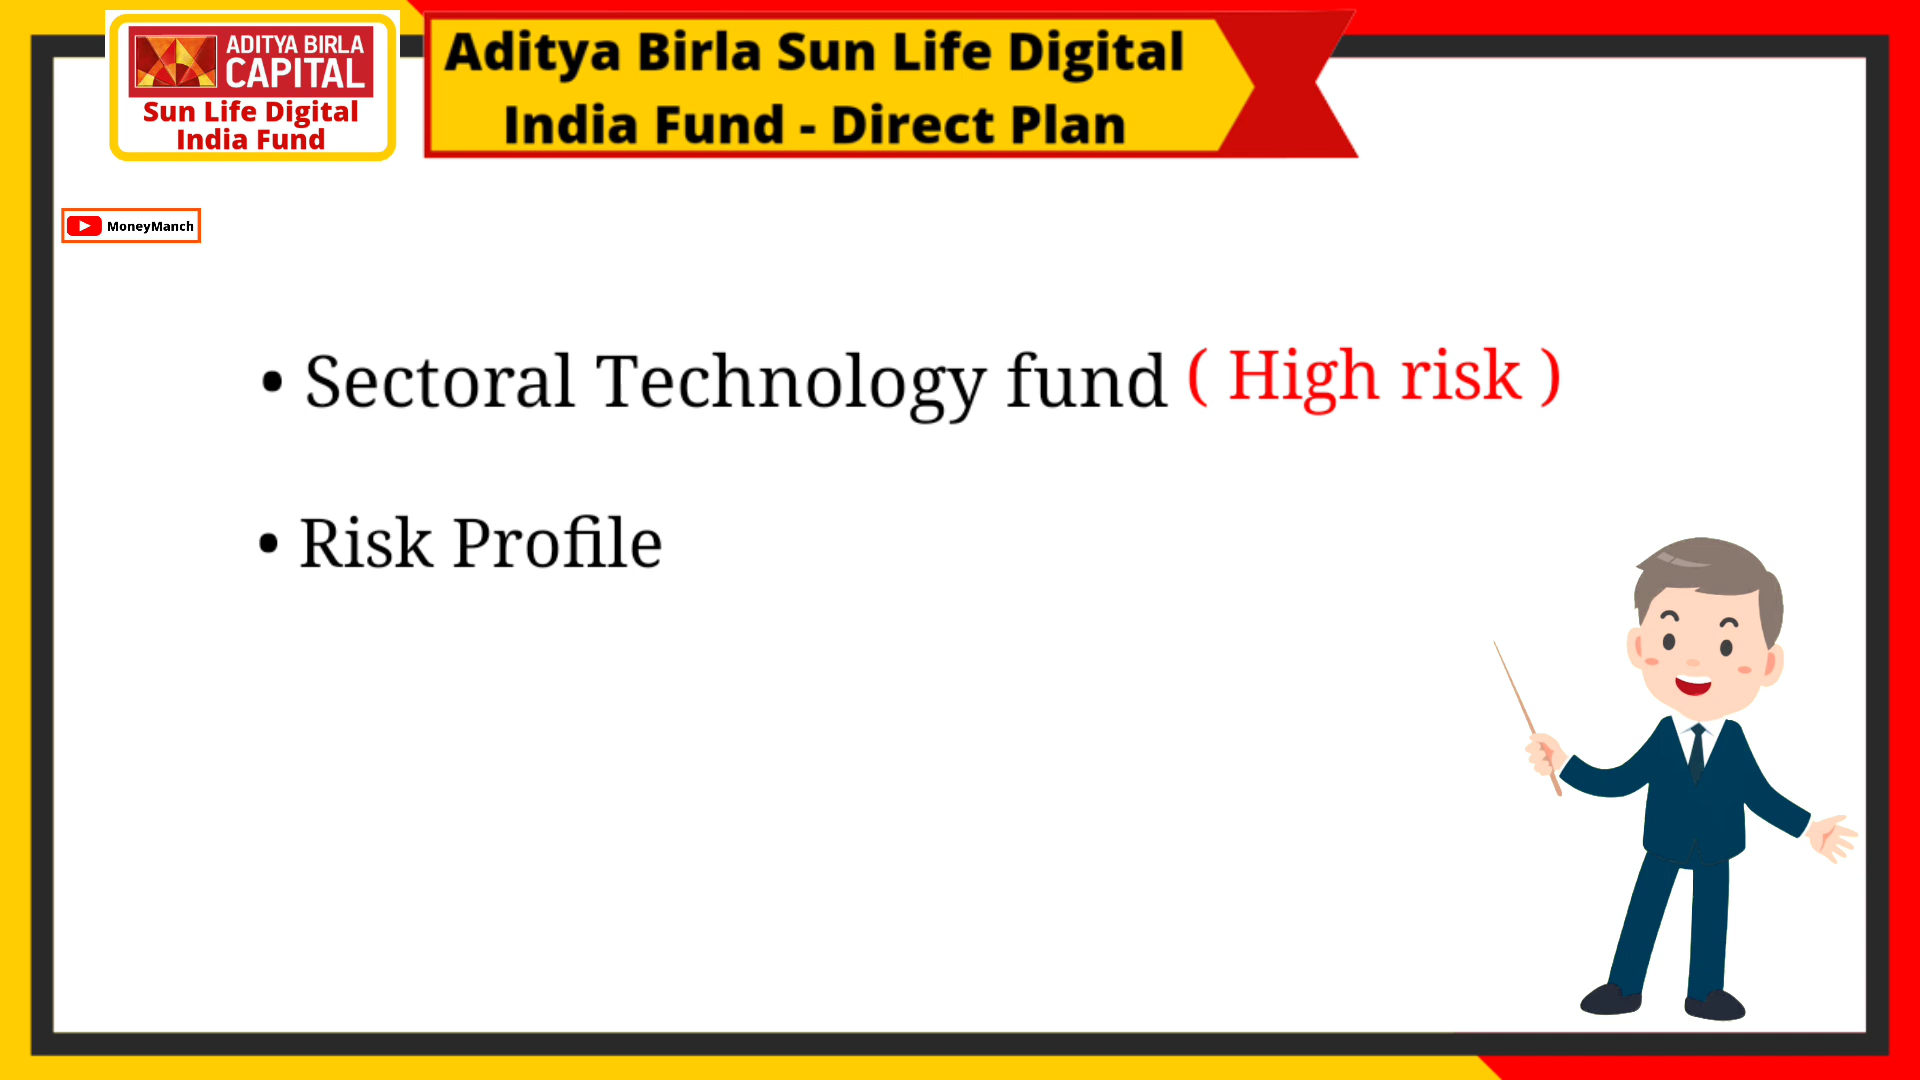 ADITYA BIRLA
CAPITAL
Sun Life Digital
India Fund
Aditya Birla Sun Life Digital
India Fund - Direct Plan
MoneyManch
• Sectoral Technology fund ( High risk )
• Risk Profile